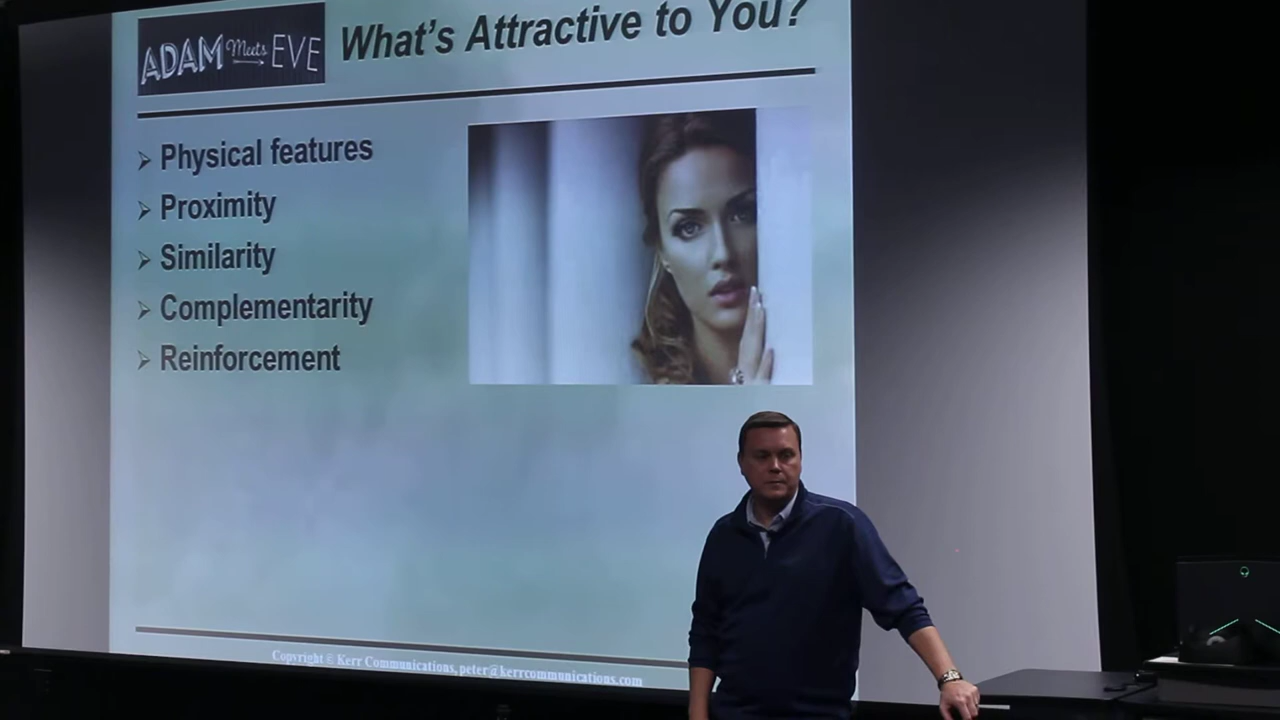 ADAM Meets EVE
What's Attractive to You?
➢ Physical features
➢ Proximity
➢ Similarity
➢ Complementarity
➢ Reinforcement
Copyright © Kerr Communications, peter@kerrcommunications.com